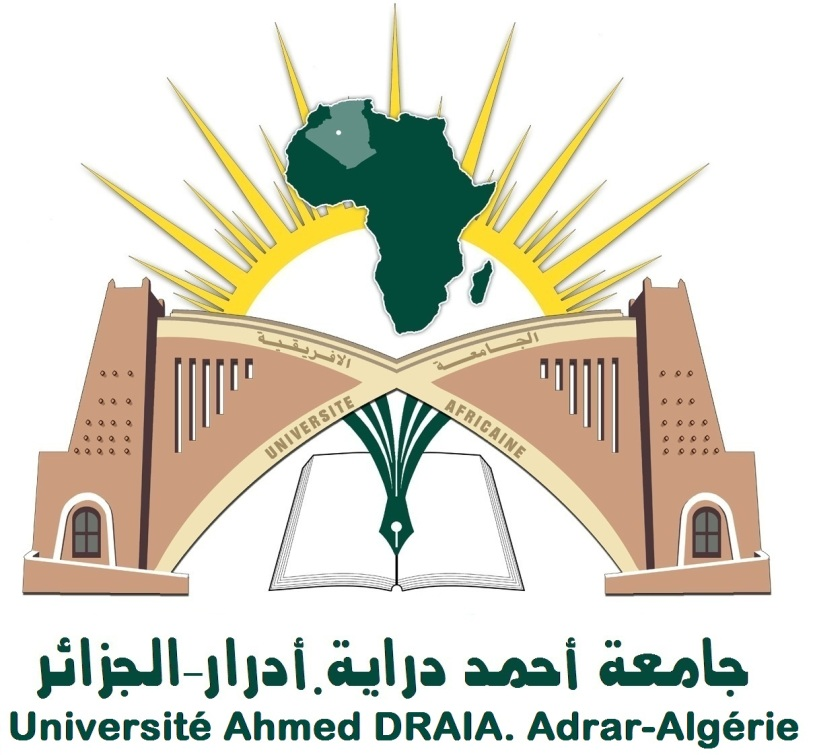 الجامعة الافريقية
UNIVERSITE AFRICAINE
جامعة أحمد دراية. أدرار-الجزائر
Université Ahmed DRAIA. Adrar-Algérie